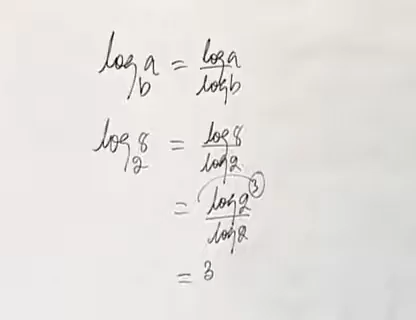 log_b a = log a / log b
log_2 8 = log 8 / log 2
= log 2^3 / log 2
= 3